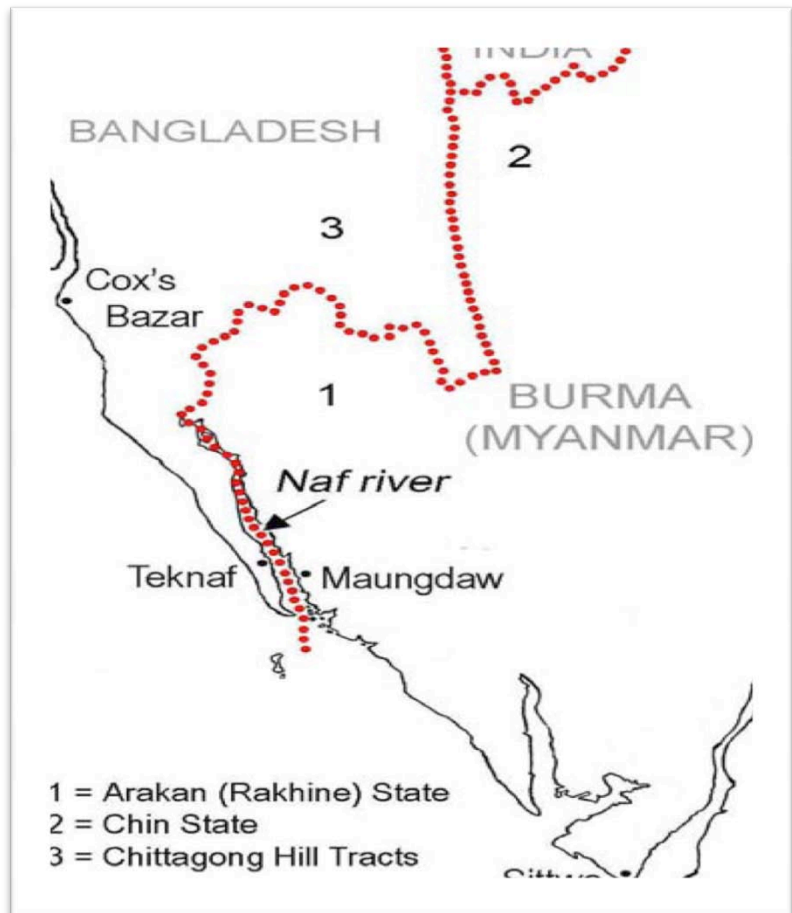 INDIA
BANGLADESH
2
3
Cox's
Bazar
1
BURMA
(MYANMAR)
Naf river
Teknaf
Maungdaw
1 = Arakan (Rakhine) State
2 = Chin State
3 = Chittagong Hill Tracts